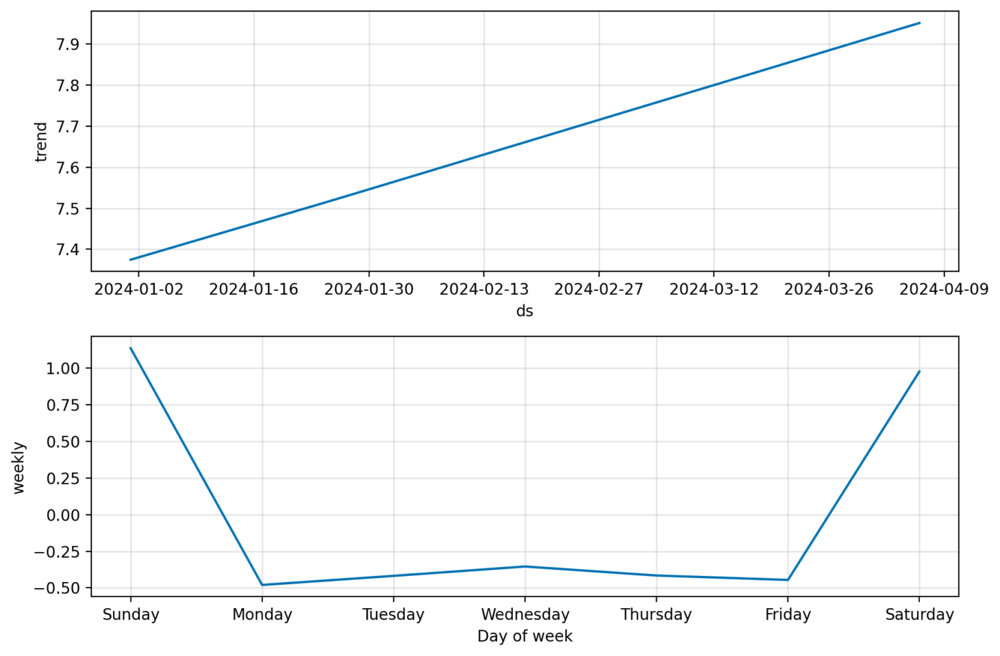 7.9
7.8
7.7
7.6
7.5
7.4
trend
2024-01-02 2024-01-16 2024-01-30 2024-02-13 2024-02-27 2024-03-12 2024-03-26 2024-04-09
ds
1.00
0.75
0.50
0.25
0.00
−0.25
−0.50
weekly
Sunday Monday Tuesday Wednesday Thursday Friday Saturday
Day of week